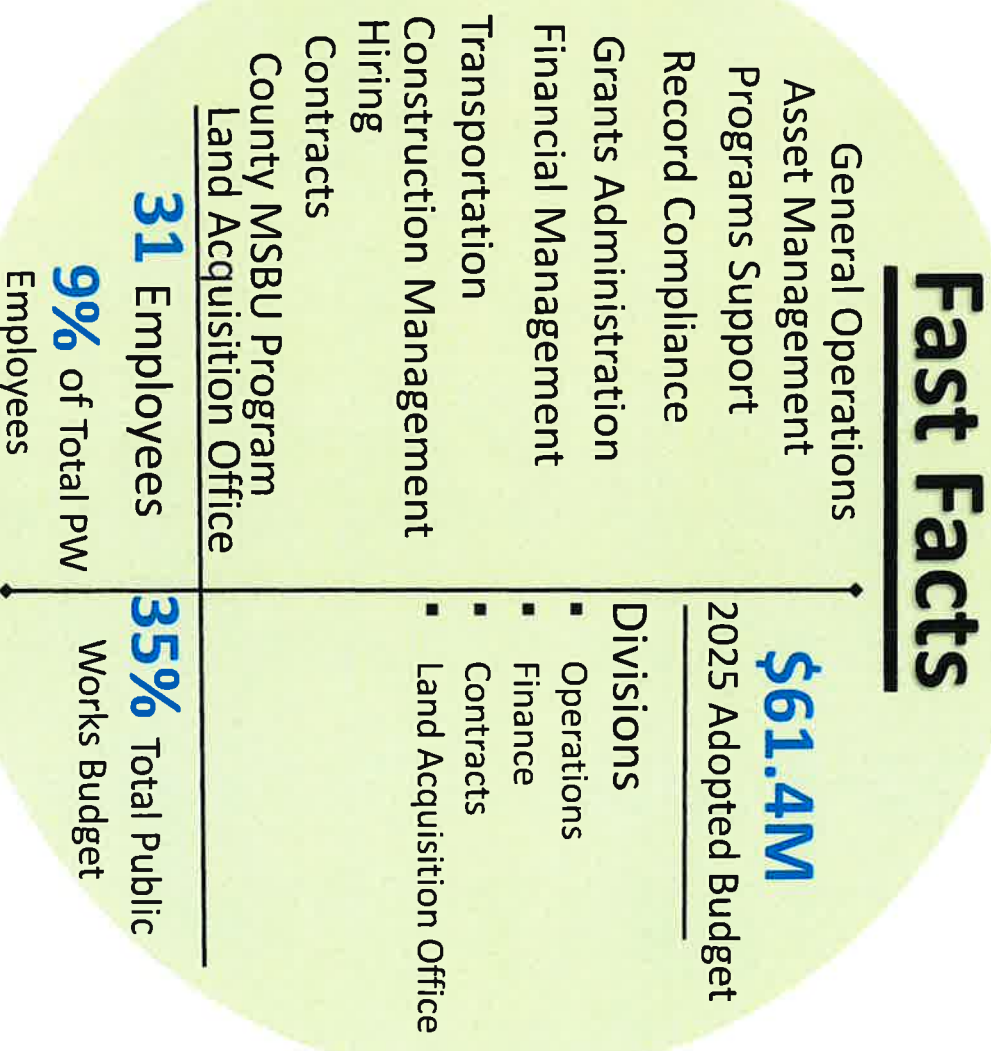 Fast Facts
General Operations
Asset Management
Programs Support
Record Compliance
Grants Administration
Financial Management
Transportation
Construction Management
Hiring
Contracts
County MSBU Program
Land Acquisition Office
$61.4M
2025 Adopted Budget
Divisions
▪ Operations
▪ Finance
▪ Contracts
▪ Land Acquisition Office
31 Employees
9% of Total PW
Employees
35% Total Public
Works Budget